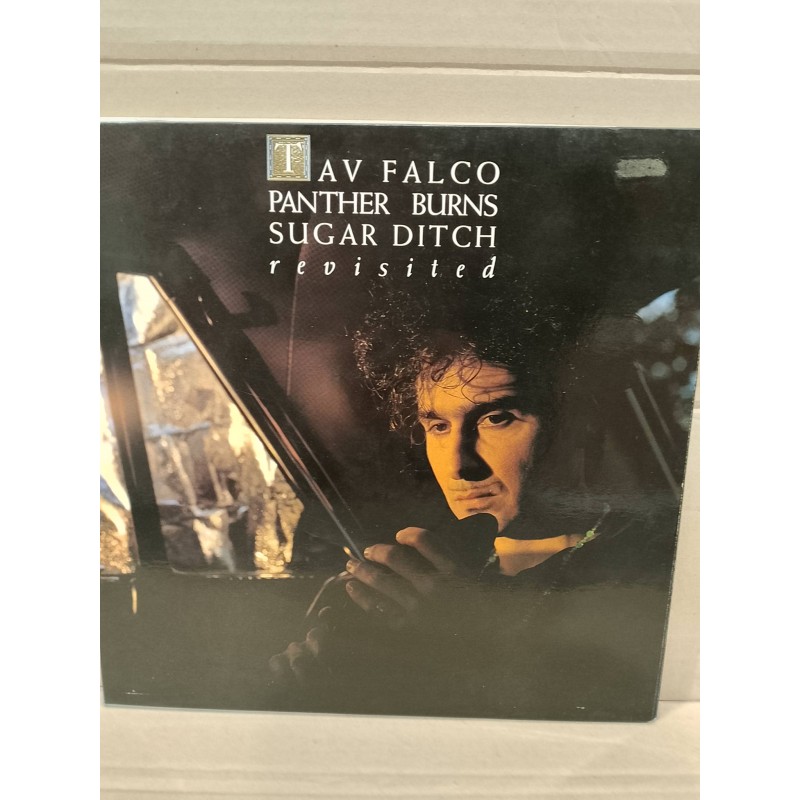 TAV FALCO
PANTHER BURNS
SUGAR DITCH
revisited